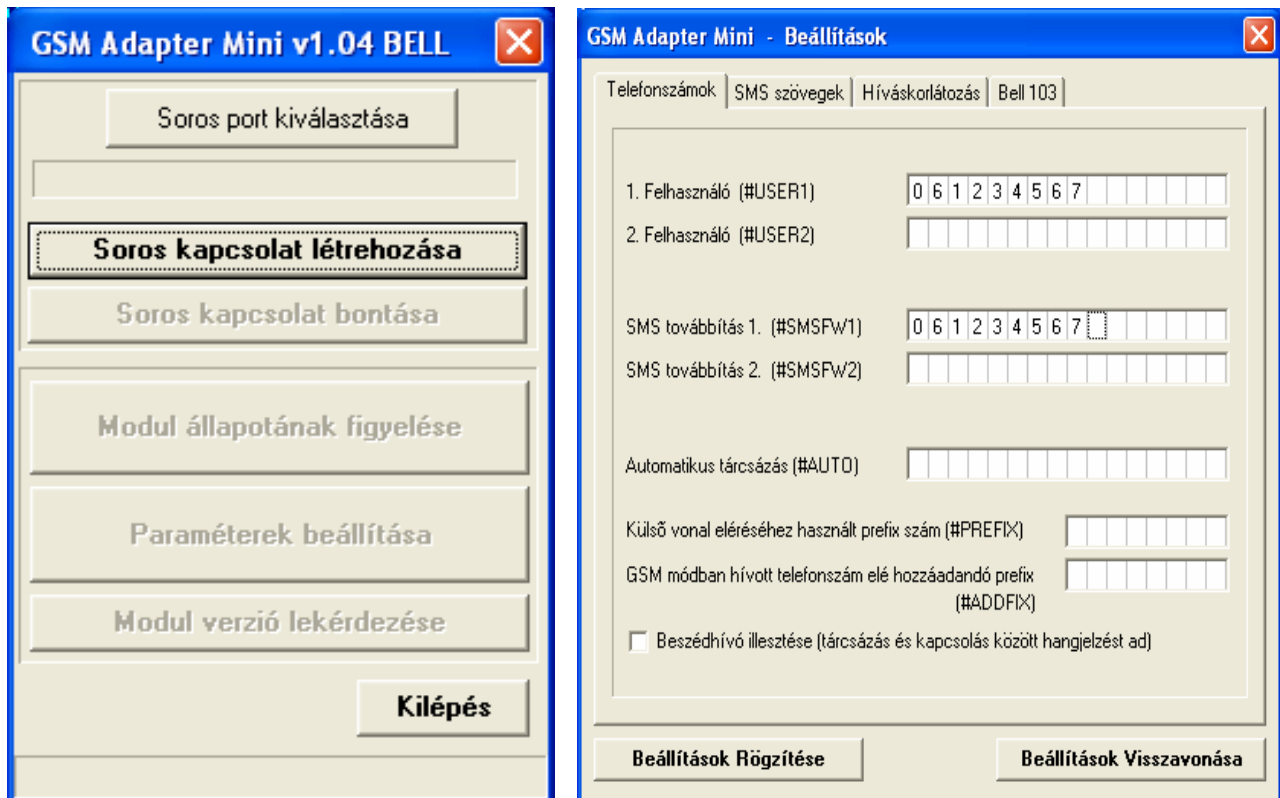 GSM Adapter Mini v1.04 BELL
Soros port kiválasztása
Soros kapcsolat létrehozása
Soros kapcsolat bontása
Modul állapotának figyelése
Paraméterek beállítása
Modul verzió lekérdezése
Kilépés
GSM Adapter Mini - Beállítások
Telefonszámok SMS szövegek Híváskorlátozás Bell 103
1. Felhasználó (#USER1) 0 6 1 2 3 4 5 6 7
2. Felhasználó (#USER2)
SMS továbbítás 1. (#SMSFW1) 0 6 1 2 3 4 5 6 7
SMS továbbítás 2. (#SMSFW2)
Automatikus tárcsázás (#AUTO)
Külső vonal eléréséhez használt prefix szám (#PREFIX)
GSM módban hívott telefonszám elé hozzáadandó prefix
(#ADDFIX)
Beszédhívó illesztése (tárcsázás és kapcsolás között hangjelzést ad)
Beállítások Rögzítése Beállítások Visszavonása